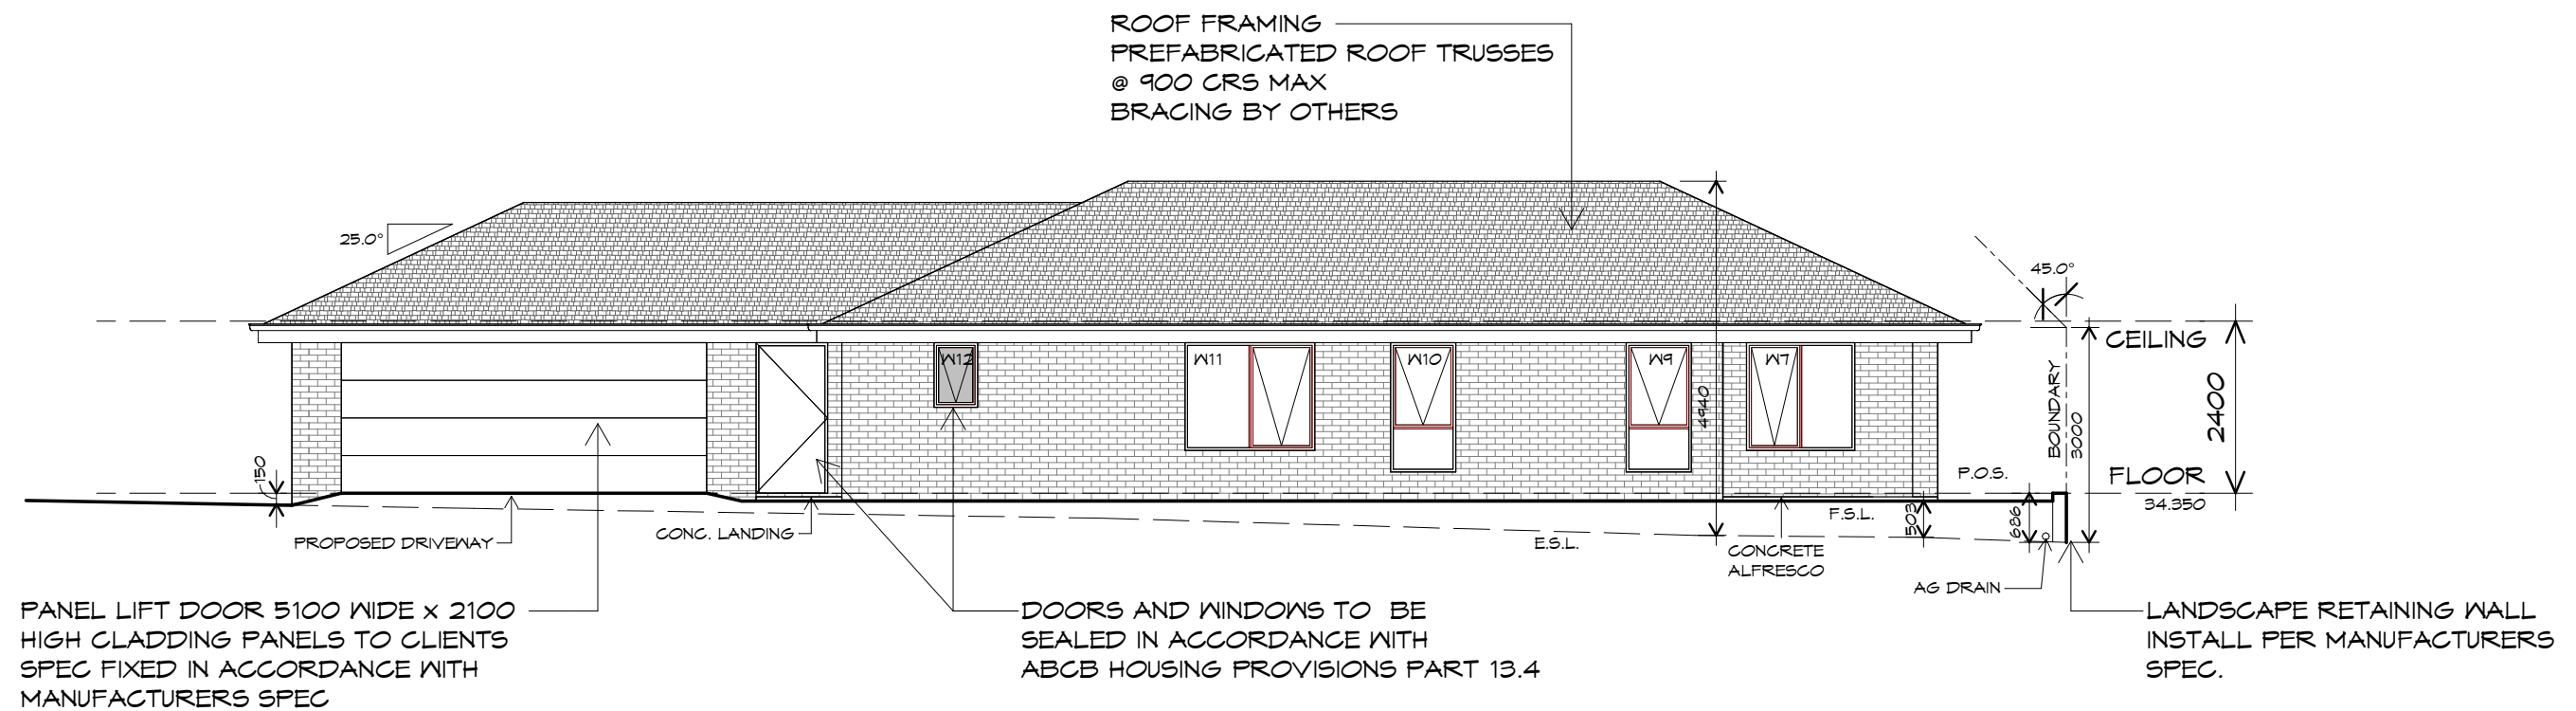 ROOF FRAMING
PREFABRICATED ROOF TRUSSES
@ 900 CRS MAX
BRACING BY OTHERS
25.0°
45.0°
CEILING
W12
W11
W10
W9
W7
4940
BOUNDARY
3000
2400
150
P.O.S.
FLOOR
34.350
F.S.L.
503
686
PROPOSED DRIVEWAY
CONC. LANDING
E.S.L.
CONCRETE
ALFRESCO
AG DRAIN
PANEL LIFT DOOR 5100 WIDE x 2100
HIGH CLADDING PANELS TO CLIENTS
SPEC FIXED IN ACCORDANCE WITH
MANUFACTURERS SPEC
DOORS AND WINDOWS TO BE
SEALED IN ACCORDANCE WITH
ABCB HOUSING PROVISIONS PART 13.4
LANDSCAPE RETAINING WALL
INSTALL PER MANUFACTURERS
SPEC.